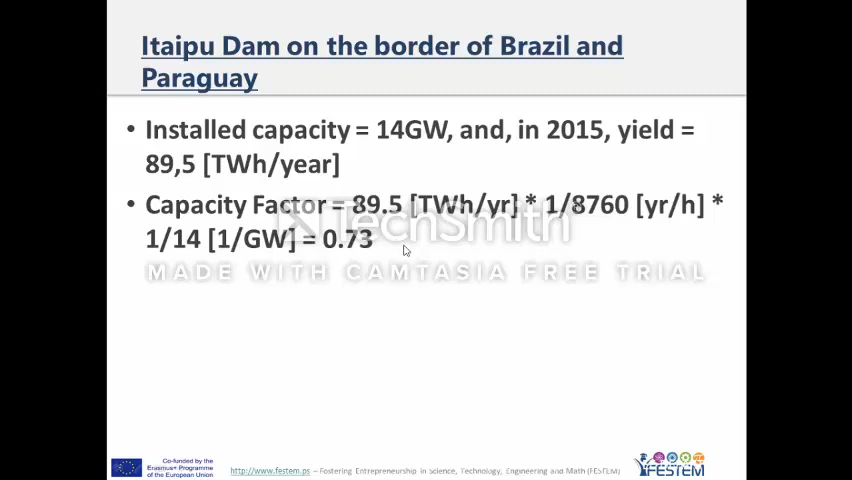 Itaipu Dam on the border of Brazil and
Paraguay
• Installed capacity = 14GW, and, in 2015, yield =
89,5 [TWh/year]
• Capacity Factor = 89.5 [TWh/yr] * 1/8760 [yr/h] *
1/14 [1/GW] = 0.73
TechSmith
MADE WITH CAMTASIA FREE TRIAL
Co-funded by the
Erasmus+ Programme
of the European Union
http://www.festem.ps – Fostering Entrepreneurship in Science, Technology, Engineering and Math (FESTEM)
FESTEM